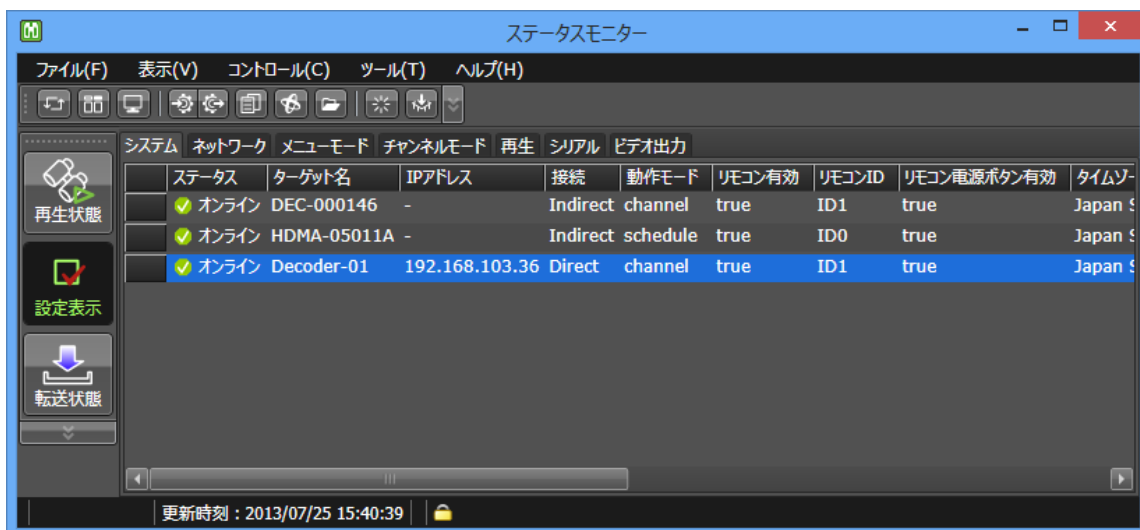 ステータスモニター
ファイル(F) 表示(V) コントロール(C) ツール(T) ヘルプ(H)
システム ネットワーク メニューモード チャンネルモード 再生 シリアル ビデオ出力
ステータス ターゲット名 IPアドレス 接続 動作モード リモコン有効 リモコンID リモコン電源ボタン有効 タイムゾー
オンライン DEC-000146 - Indirect channel true ID1 true Japan S
オンライン HDMA-05011A - Indirect schedule true ID0 true Japan S
オンライン Decoder-01 192.168.103.36 Direct channel true ID1 true Japan S
再生状態
設定表示
転送状態
更新時刻 : 2013/07/25 15:40:39